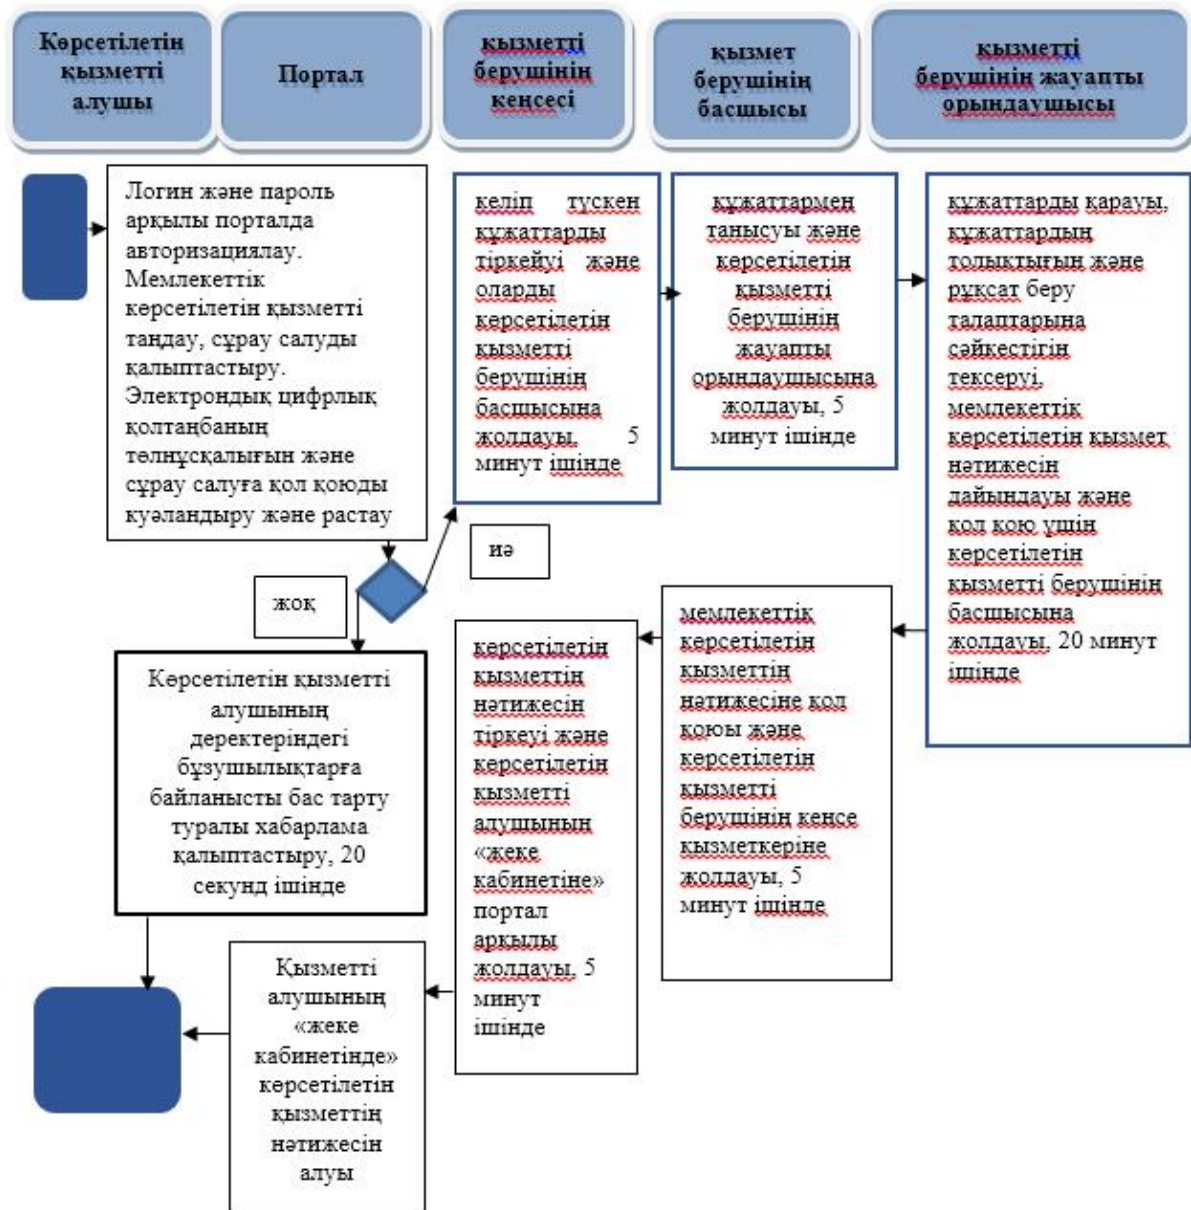 Көрсетілетін
қызметті
алушы
Портал
қызметті
берушінің
кеңсесі
қызмет
берушінің
басшысы
қызметті
берушінің жауапты
орындаушысы
Логин және пароль
арқылы порталда
авторизациялау.
Мемлекеттік
көрсетілетін қызметті
таңдау, сұрау салуды
қалыптастыру.
Электрондық цифрлық
қолтаңбаның
төлнұсқалығын және
сұрау салуға қол қоюды
куәландыру және растау
келіп түскен
құжаттарды
тіркейуі және
оларды
көрсетілетін
қызметті
берушінің
басшысына
жолдауы, 5
минут ішінде
құжаттармен
танысуы және
көрсетілетін
қызметті
берушінің
жауапты
орындаушысына
жолдауы, 5
минут ішінде
құжаттарды қарауы,
құжаттардың
толықтығын және
рұқсат беру
талаптарына
сәйкестігін
тексеруі,
мемлекеттік
көрсетілетін қызмет
нәтижесін
дайындауы және
қол қою үшін
көрсетілетін
қызметті берушінің
басшысына
жолдауы, 20 минут
ішінде
иә
жоқ
Көрсетілетін қызметті
алушының
деректеріндегі
бұзушылықтарға
байланысты бас тарту
туралы хабарлама
қалыптастыру, 20
секунд ішінде
көрсетілетін
қызметтің
нәтижесін
тіркеуі және
көрсетілетін
қызметті
алушының
«жеке
кабинетіне»
портал
арқылы
жолдауы, 5
минут
ішінде
мемлекеттік
көрсетілетін
қызметтің
нәтижесіне қол
қоюы және
көрсетілетін
қызметті
берушінің кеңсе
қызметкеріне
жолдауы, 5
минут ішінде
Қызметті
алушының
«жеке
кабинетінде»
көрсетілетін
қызметтің
нәтижесін
алуы